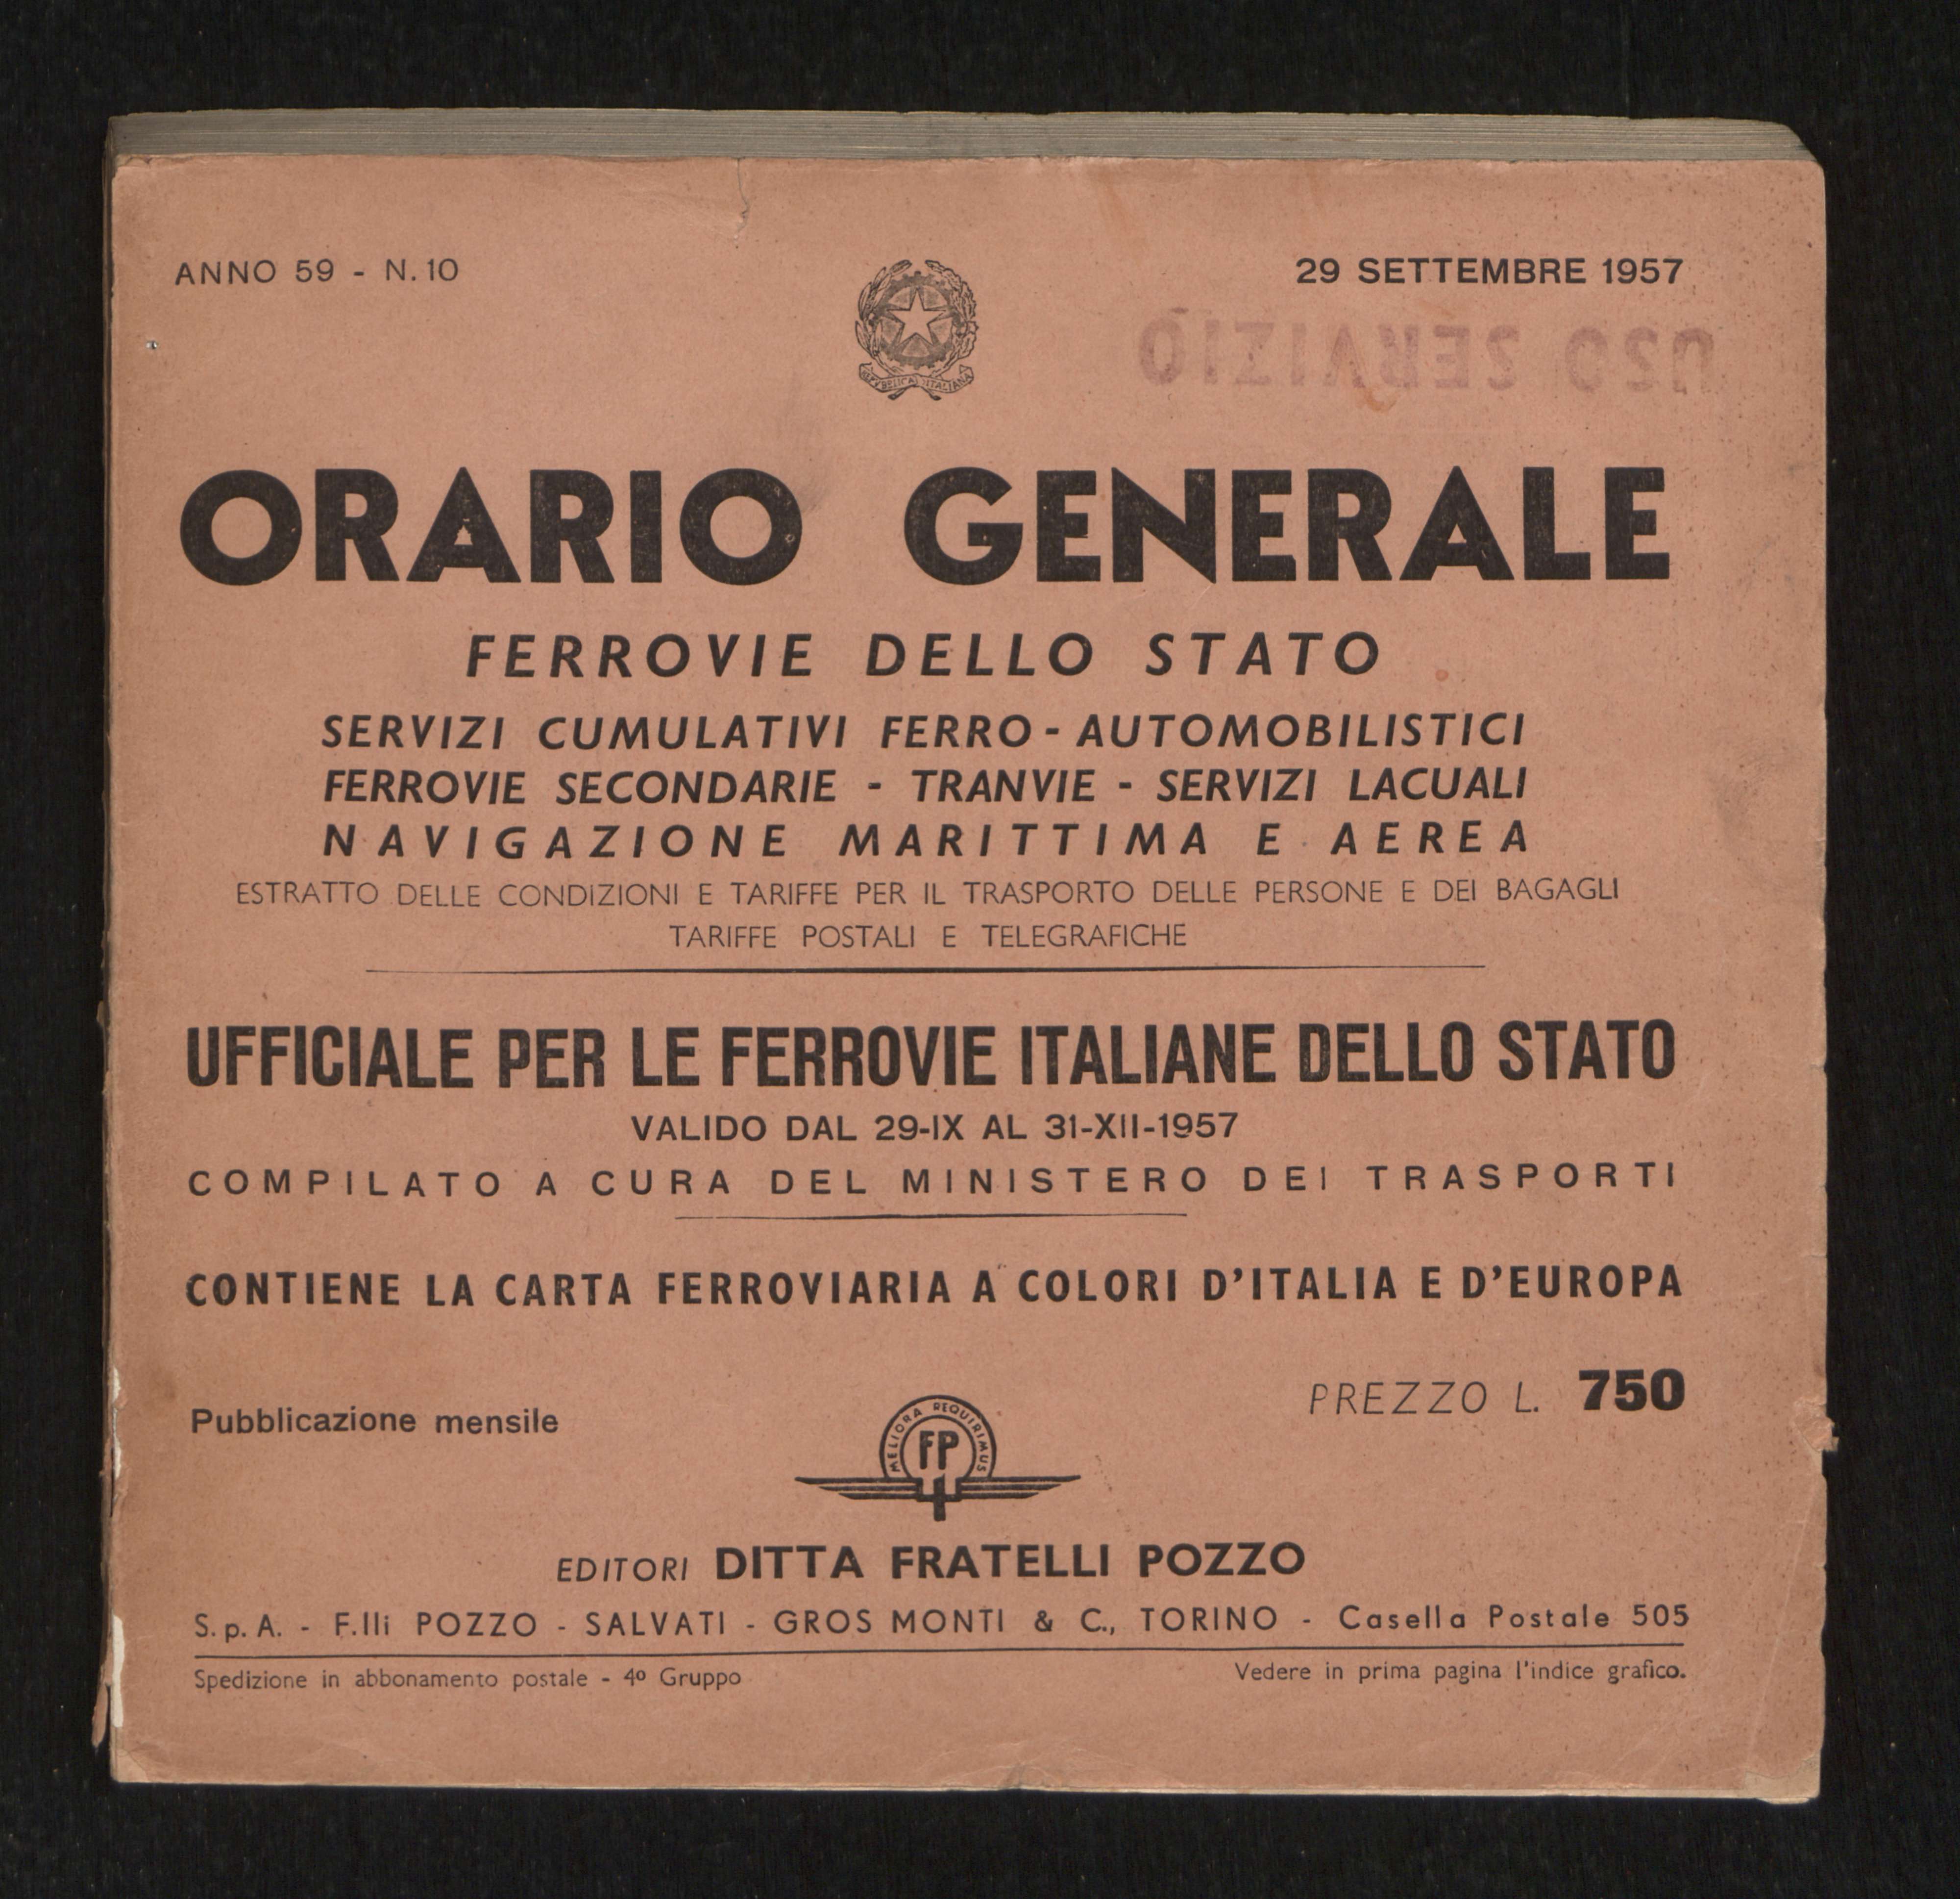 ANNO 59 - N. 10
29 SETTEMBRE 1957
REPVBBLICA ITALIANA
USO SERVIZIO
ORARIO GENERALE
FERROVIE DELLO STATO
SERVIZI CUMULATIVI FERRO-AUTOMOBILISTICI
FERROVIE SECONDARIE - TRANVIE - SERVIZI LACUALI
NAVIGAZIONE MARITTIMA E AEREA
ESTRATTO DELLE CONDIZIONI E TARIFFE PER IL TRASPORTO DELLE PERSONE E DEI BAGAGLI
TARIFFE POSTALI E TELEGRAFICHE
UFFICIALE PER LE FERROVIE ITALIANE DELLO STATO
VALIDO DAL 29-IX AL 31-XII-1957
COMPILATO A CURA DEL MINISTERO DEI TRASPORTI
CONTIENE LA CARTA FERROVIARIA A COLORI D'ITALIA E D'EUROPA
PREZZO L. 750
Pubblicazione mensile
MELIORA REQUIRIMUS
FP
EDITORI DITTA FRATELLI POZZO
S. p. A. - F.lli POZZO - SALVATI - GROS MONTI & C., TORINO - Casella Postale 505
Spedizione in abbonamento postale - 4º Gruppo
Vedere in prima pagina l'indice grafico.